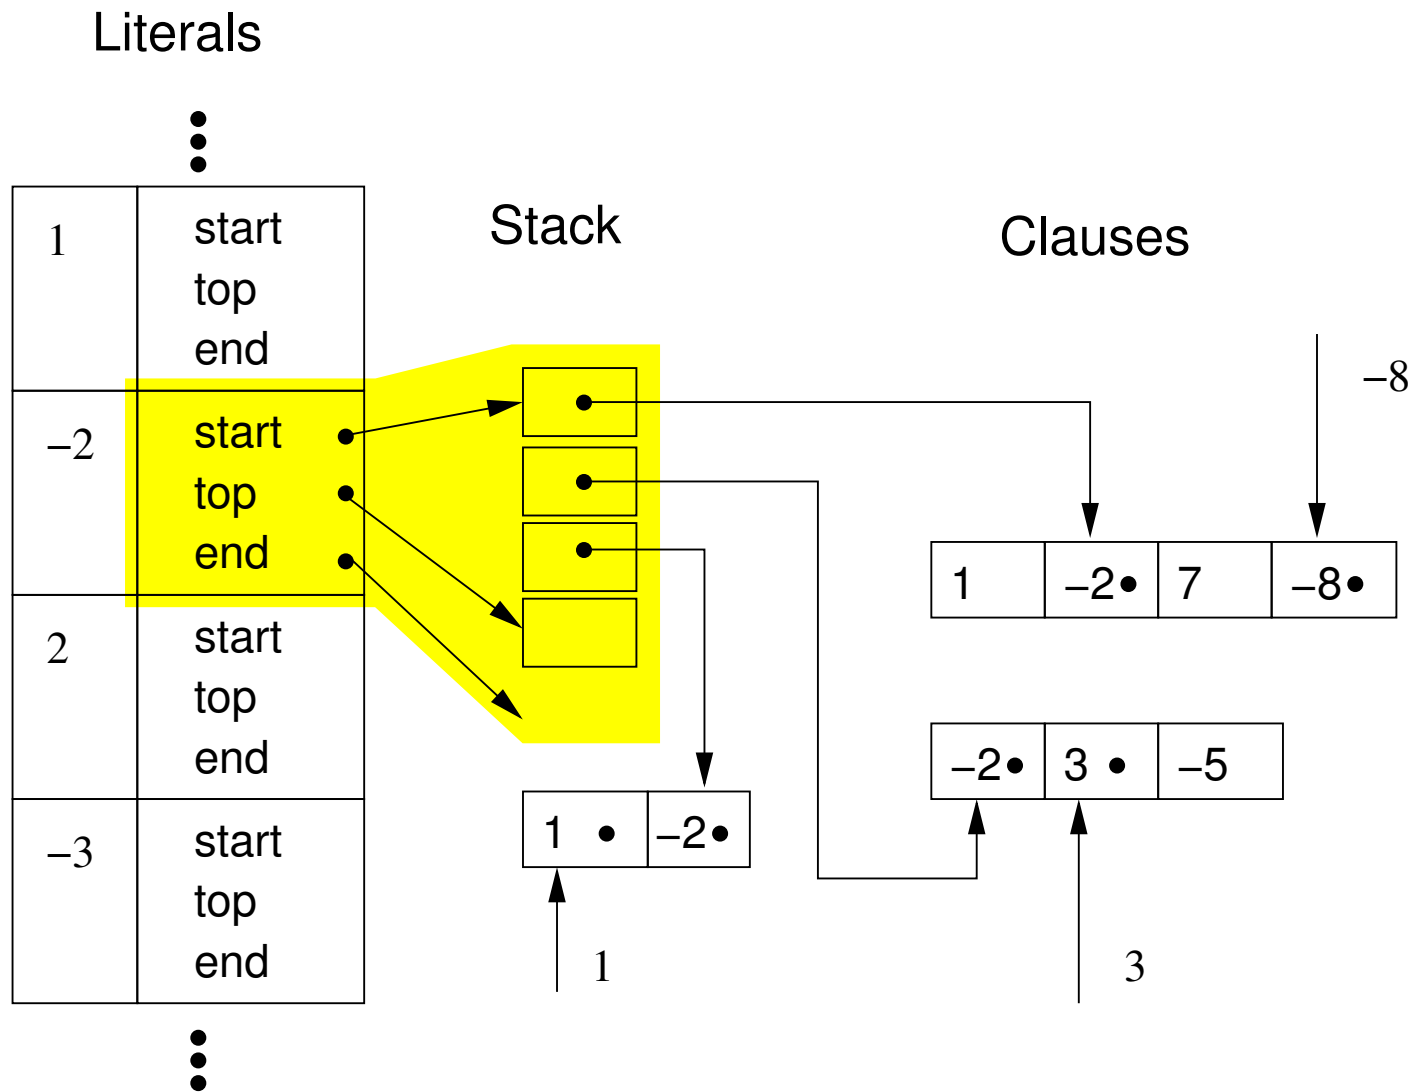 Literals
Stack
Clauses
1
start
top
end
−2
start
top
end
2
start
top
end
−3
start
top
end
−8
1 −2 7 −8
−2 3 −5
1 −2
1
3